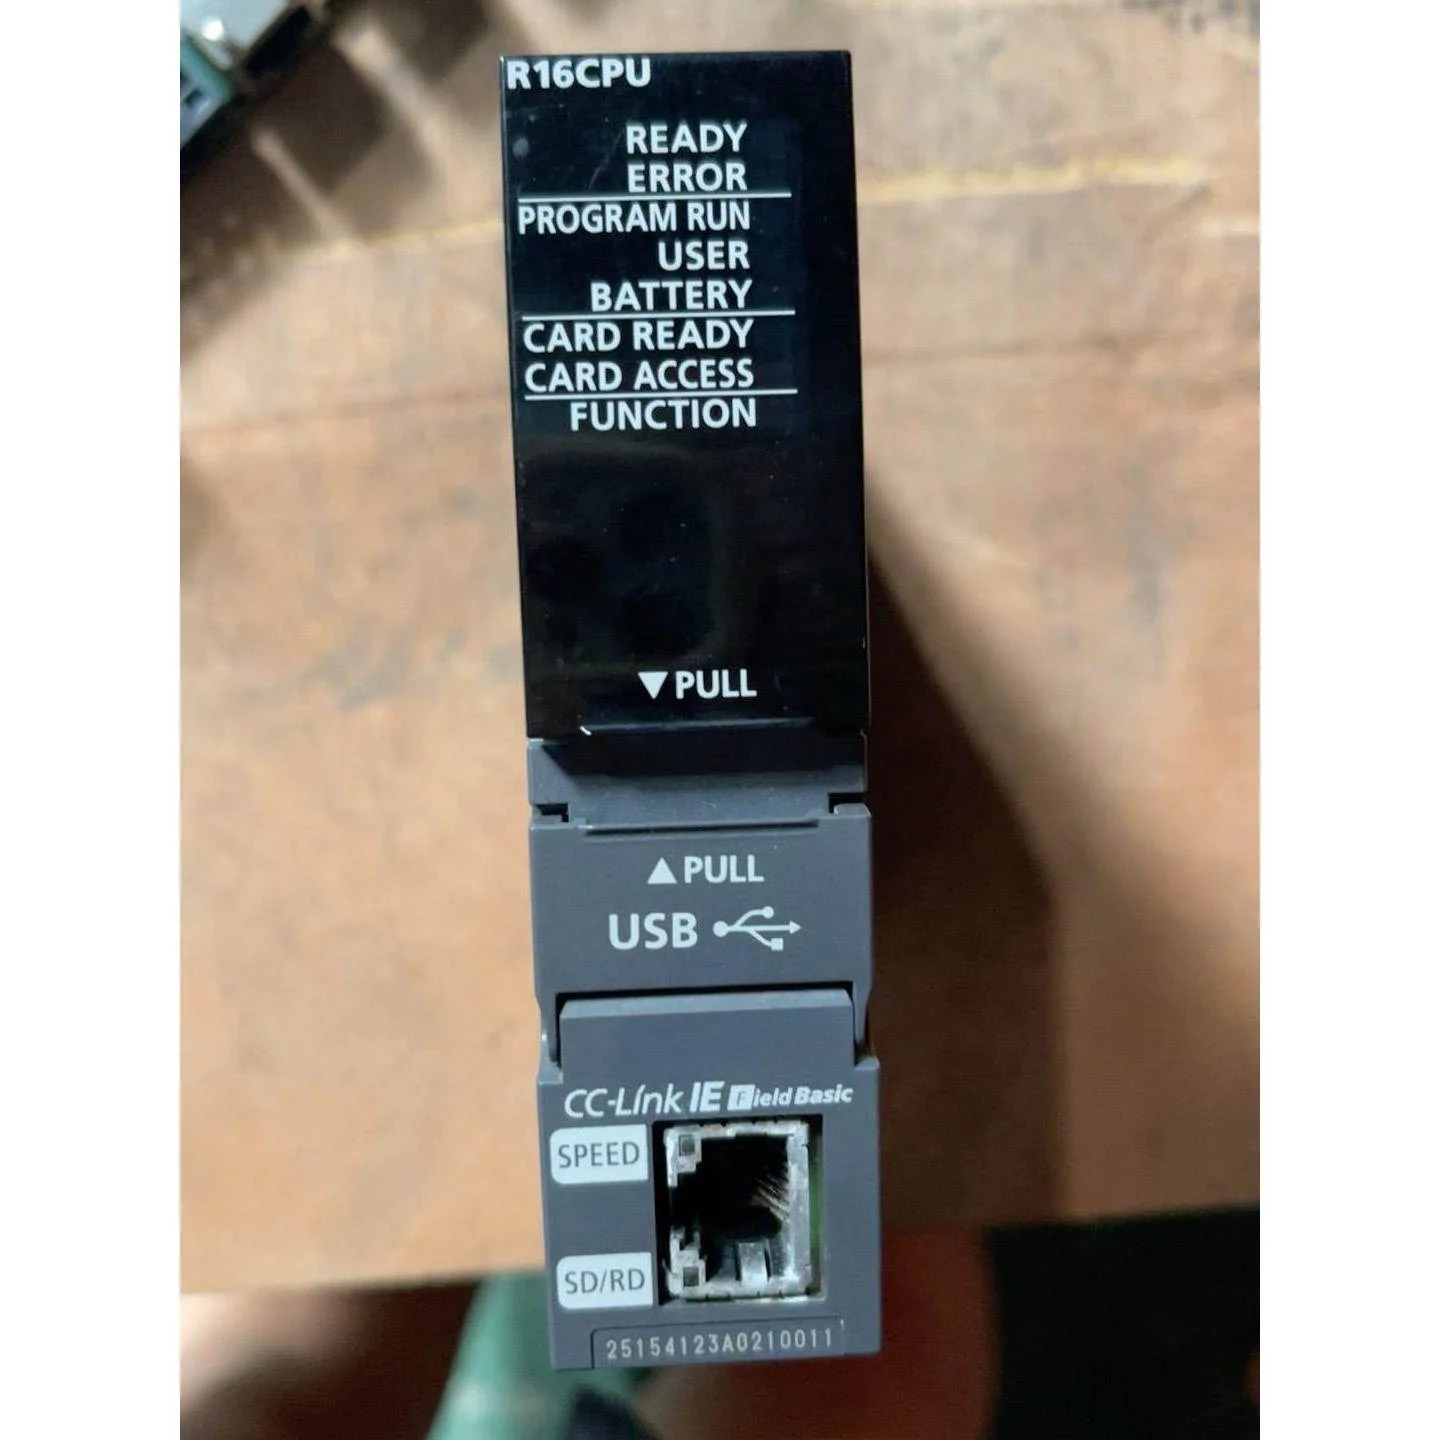 R16CPU
READY
ERROR
PROGRAM RUN
USER
BATTERY
CARD READY
CARD ACCESS
FUNCTION
▼PULL
▲PULL
USB
CC-Link IE Field Basic
SPEED
SD/RD
25154123A0210011